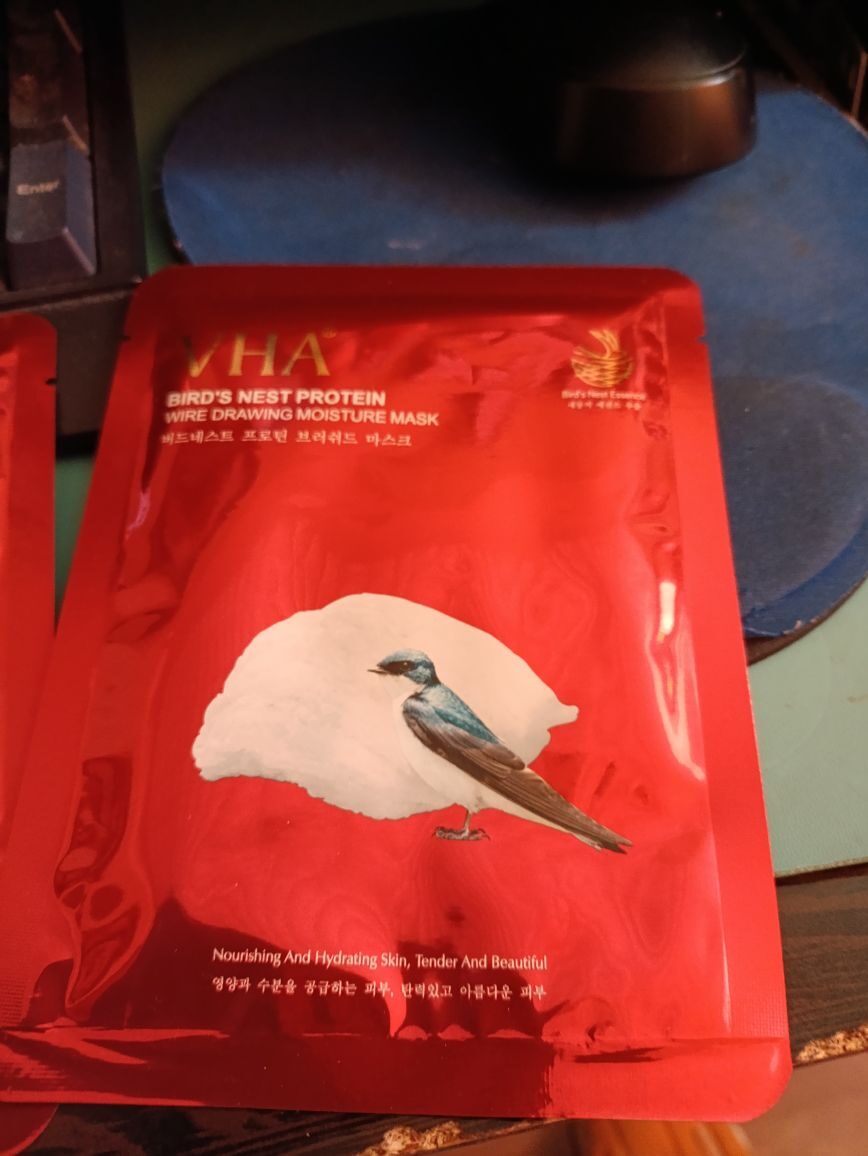 Enter
VHA®
BIRD'S NEST PROTEIN
WIRE DRAWING MOISTURE MASK
버드네스트 프로틴 브러쉬드 마스크
Bird's Nest Essence
Nourishing And Hydrating Skin, Tender And Beautiful
영양과 수분을 공급하는 피부, 탄력있고 아름다운 피부